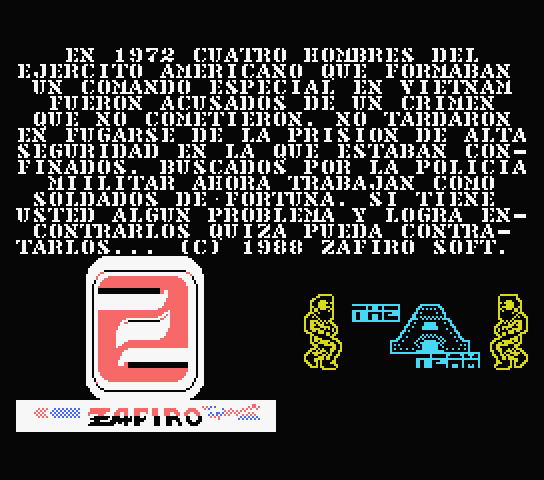 EN 1972 CUATRO HOMBRES DEL
EJERCITO AMERICANO QUE FORMABAN
UN COMANDO ESPECIAL EN VIETNAM
FUERON ACUSADOS DE UN CRIMEN
QUE NO COMETIERON. NO TARDARON
EN FUGARSE DE LA PRISION DE ALTA
SEGURIDAD EN LA QUE ESTABAN CON-
FINADOS. BUSCADOS POR LA POLICIA
MIILITAR AHORA TRABAJAN COMO
SOLDADOS DE FORTUNA. SI TIENE
USTED ALGUN PROBLEMA Y LOGRA EN-
CONTRARLOS QUIZA PUEDA CONTRA-
TARLOS... (C) 1988 ZAFIRO SOFT.
THE
A
TEAM
ZAFIRO